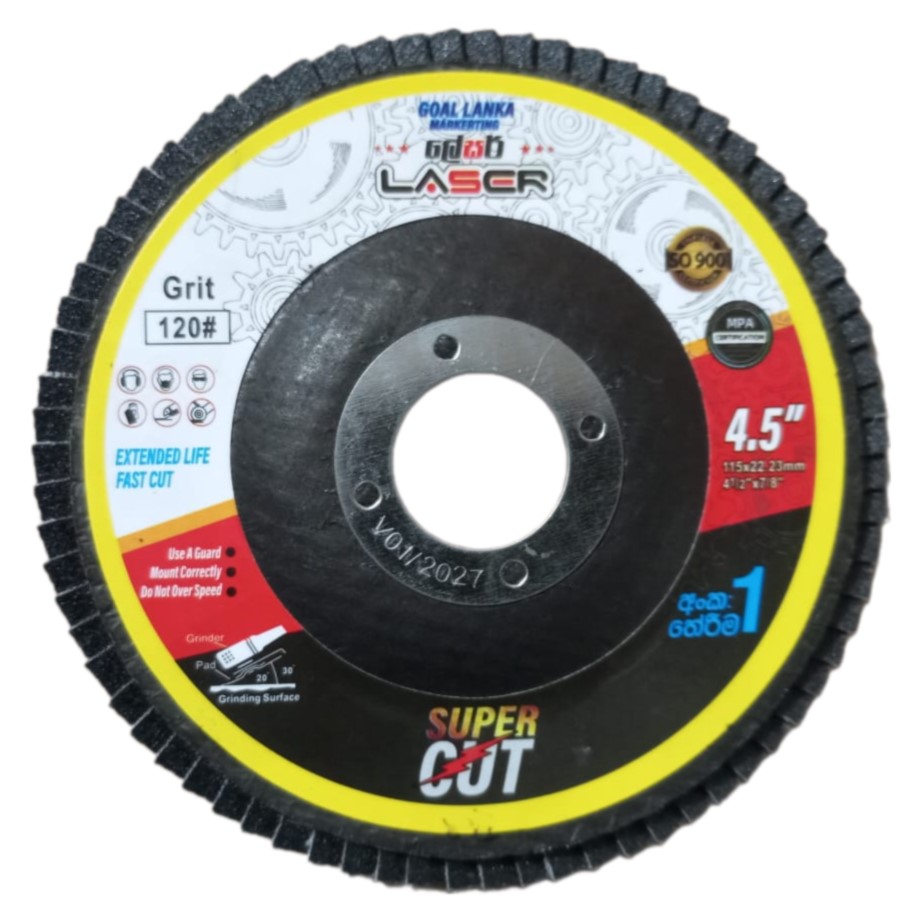 GOAL LANKA
MARKERTING
ලේසර්
LASER
ISO 9001
Grit
120#
MPA
CERTIFICATION
4.5"
115x22/23mm
4 1/2"x7/8"
EXTENDED LIFE
FAST CUT
Use A Guard
Mount Correctly
Do Not Over Speed
V01/2027
අංක 1
තේරීම
Grinder
Pad
20°
30°
Grinding Surface
SUPER
CUT